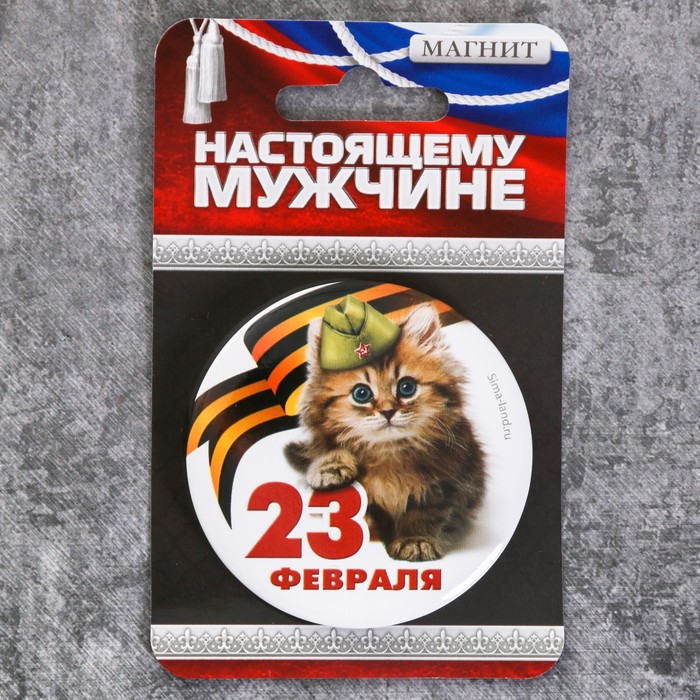 МАГНИТ
НАСТОЯЩЕМУ
МУЖЧИНЕ
Sima-land.ru
23
ФЕВРАЛЯ